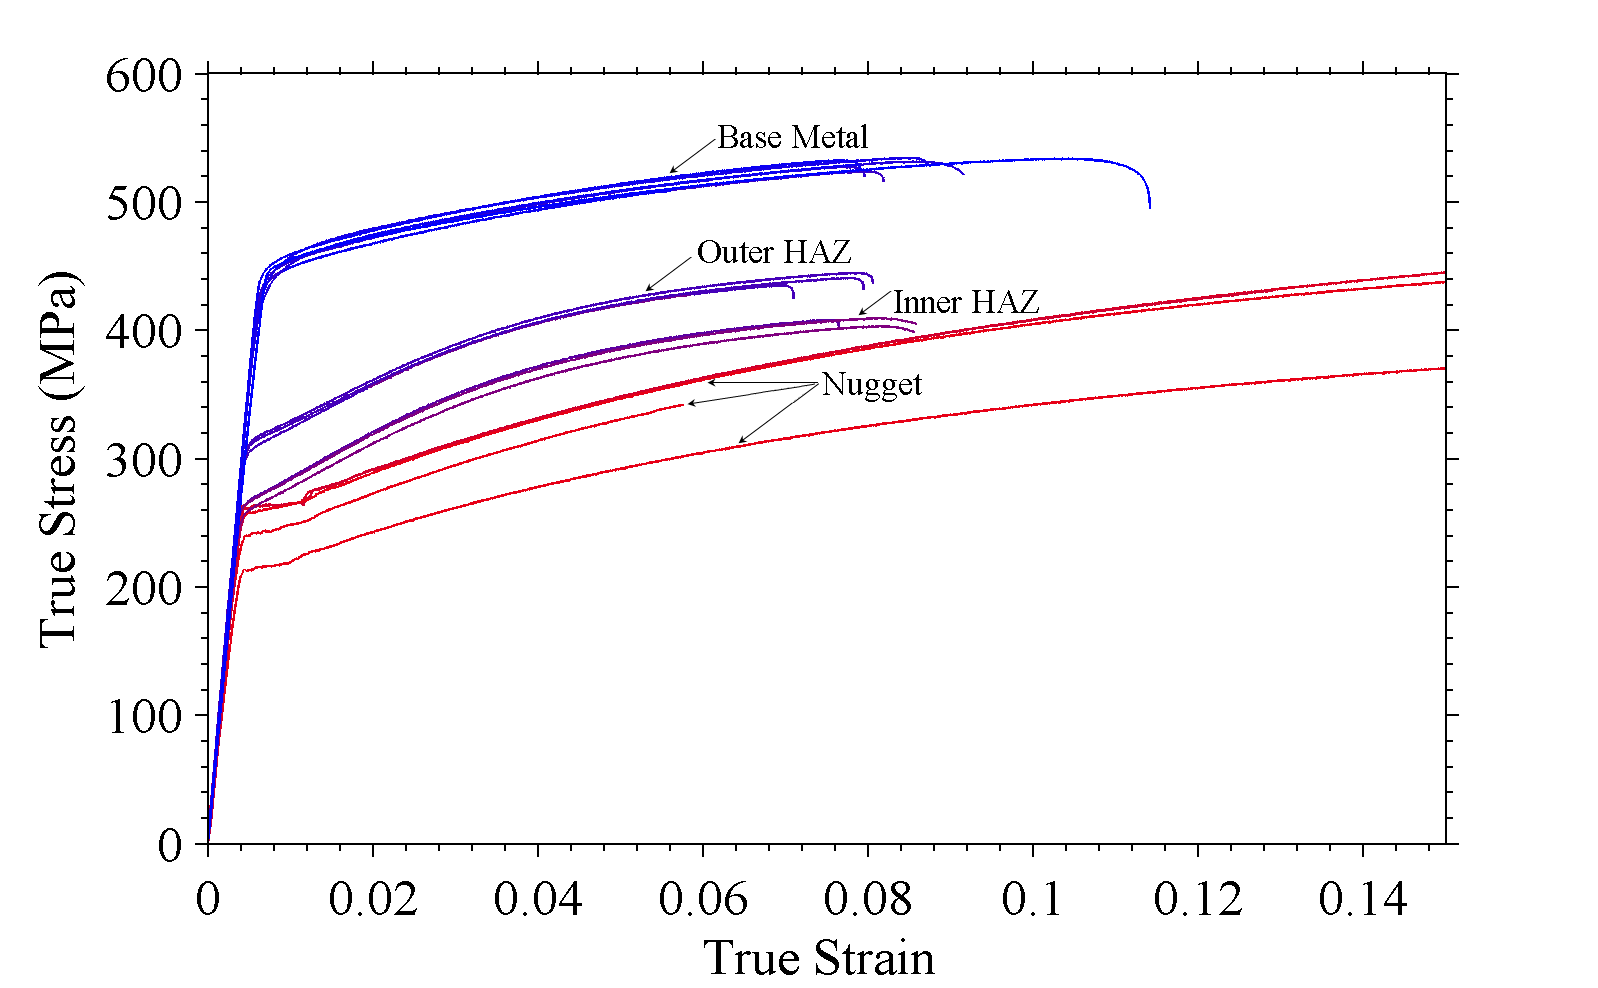 600
500
400
300
200
100
0
True Stress (MPa)
Base Metal
Outer HAZ
Inner HAZ
Nugget
0 0.02 0.04 0.06 0.08 0.1 0.12 0.14
True Strain